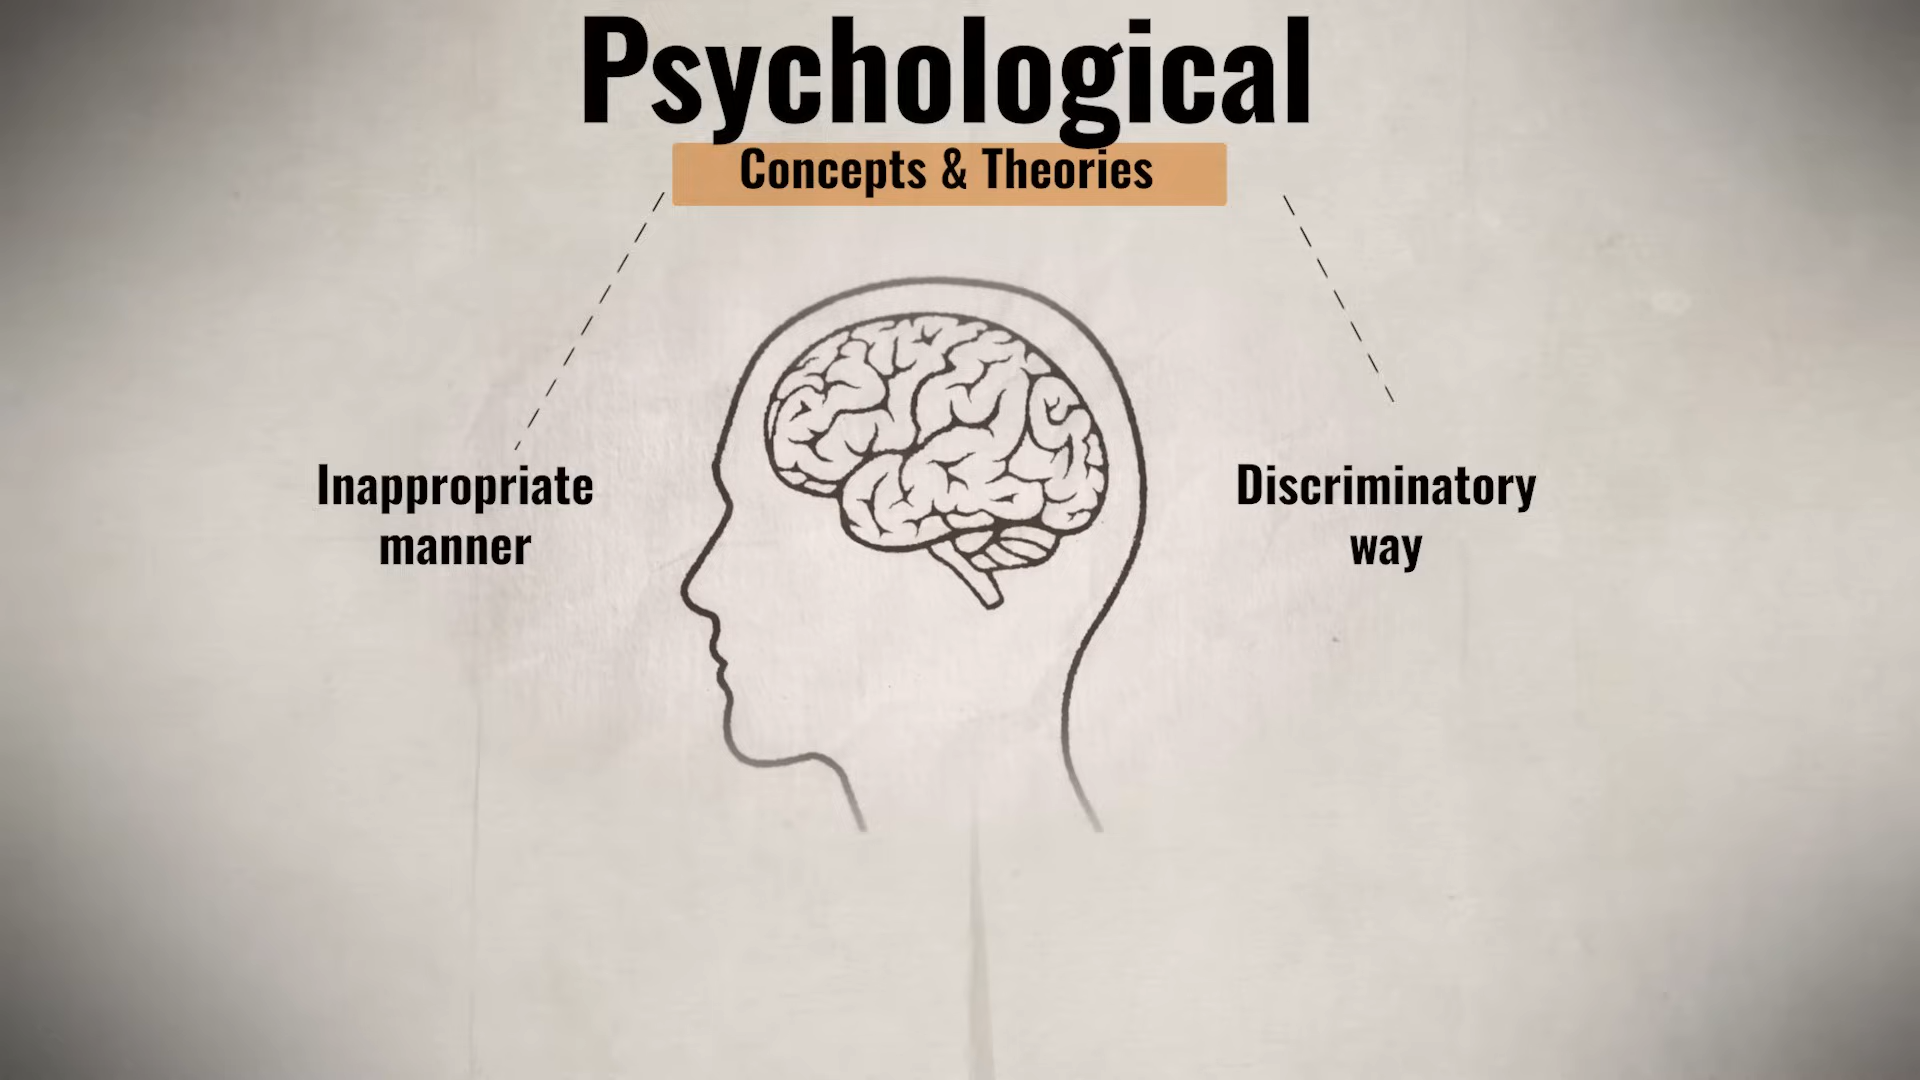 Psychological
Concepts & Theories
Inappropriate
manner
Discriminatory
way